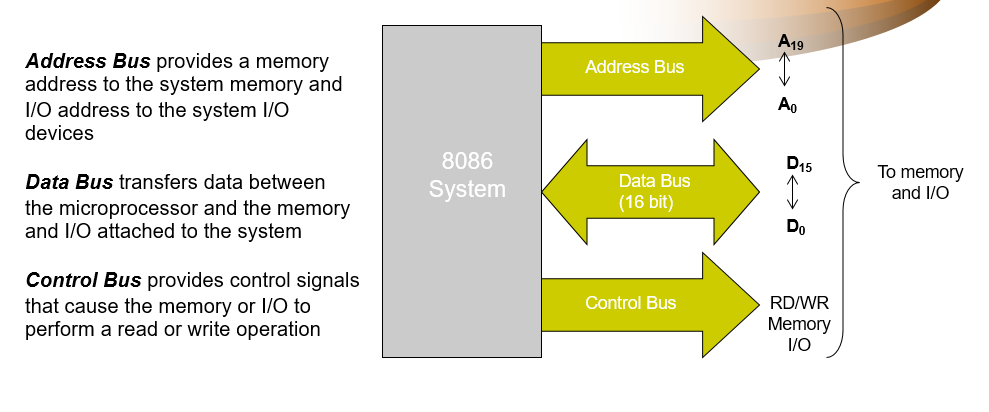 Address Bus provides a memory
address to the system memory and
I/O address to the system I/O
devices
Data Bus transfers data between
the microprocessor and the memory
and I/O attached to the system
Control Bus provides control signals
that cause the memory or I/O to
perform a read or write operation
8086
System
Address Bus
A19
A0
Data Bus
(16 bit)
D15
D0
Control Bus
RD/WR
Memory
I/O
To memory
and I/O